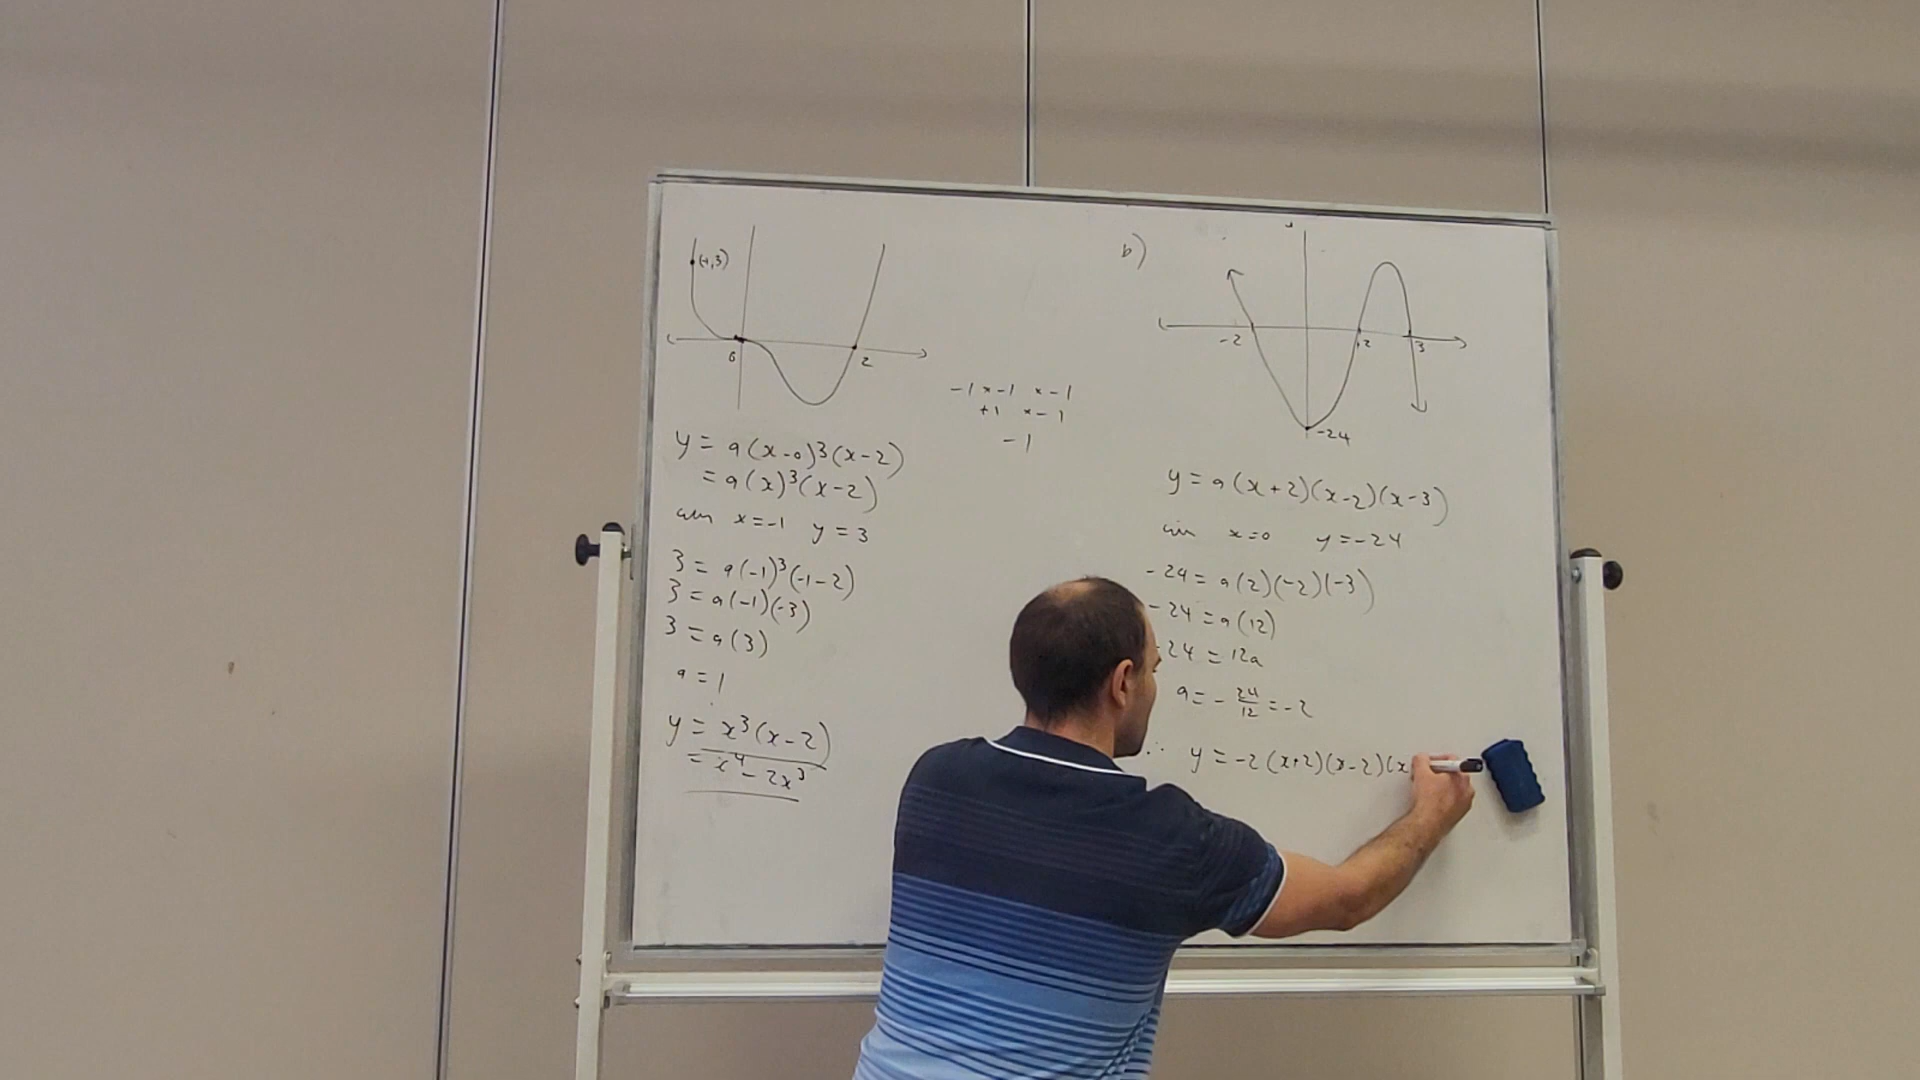 (-1,3)
0
2
y = a(x-0)³(x-2)
= a(x)³(x-2)
when x=-1 y = 3
3 = a(-1)³(-1-2)
3 = a(-1)(-3)
3 = a(3)
a = 1
y = x³(x-2)
= x⁴ - 2x³
-1 x -1 x -1
+1 x -1
-1
b)
-2
2
3
-24
y = a(x+2)(x-2)(x-3)
x=0 y=-24
-24 = a(2)(-2)(-3)
-24 = a(12)
-24 = 12a
a = - 24/12 = -2
∴ y = -2(x+2)(x-2)(x